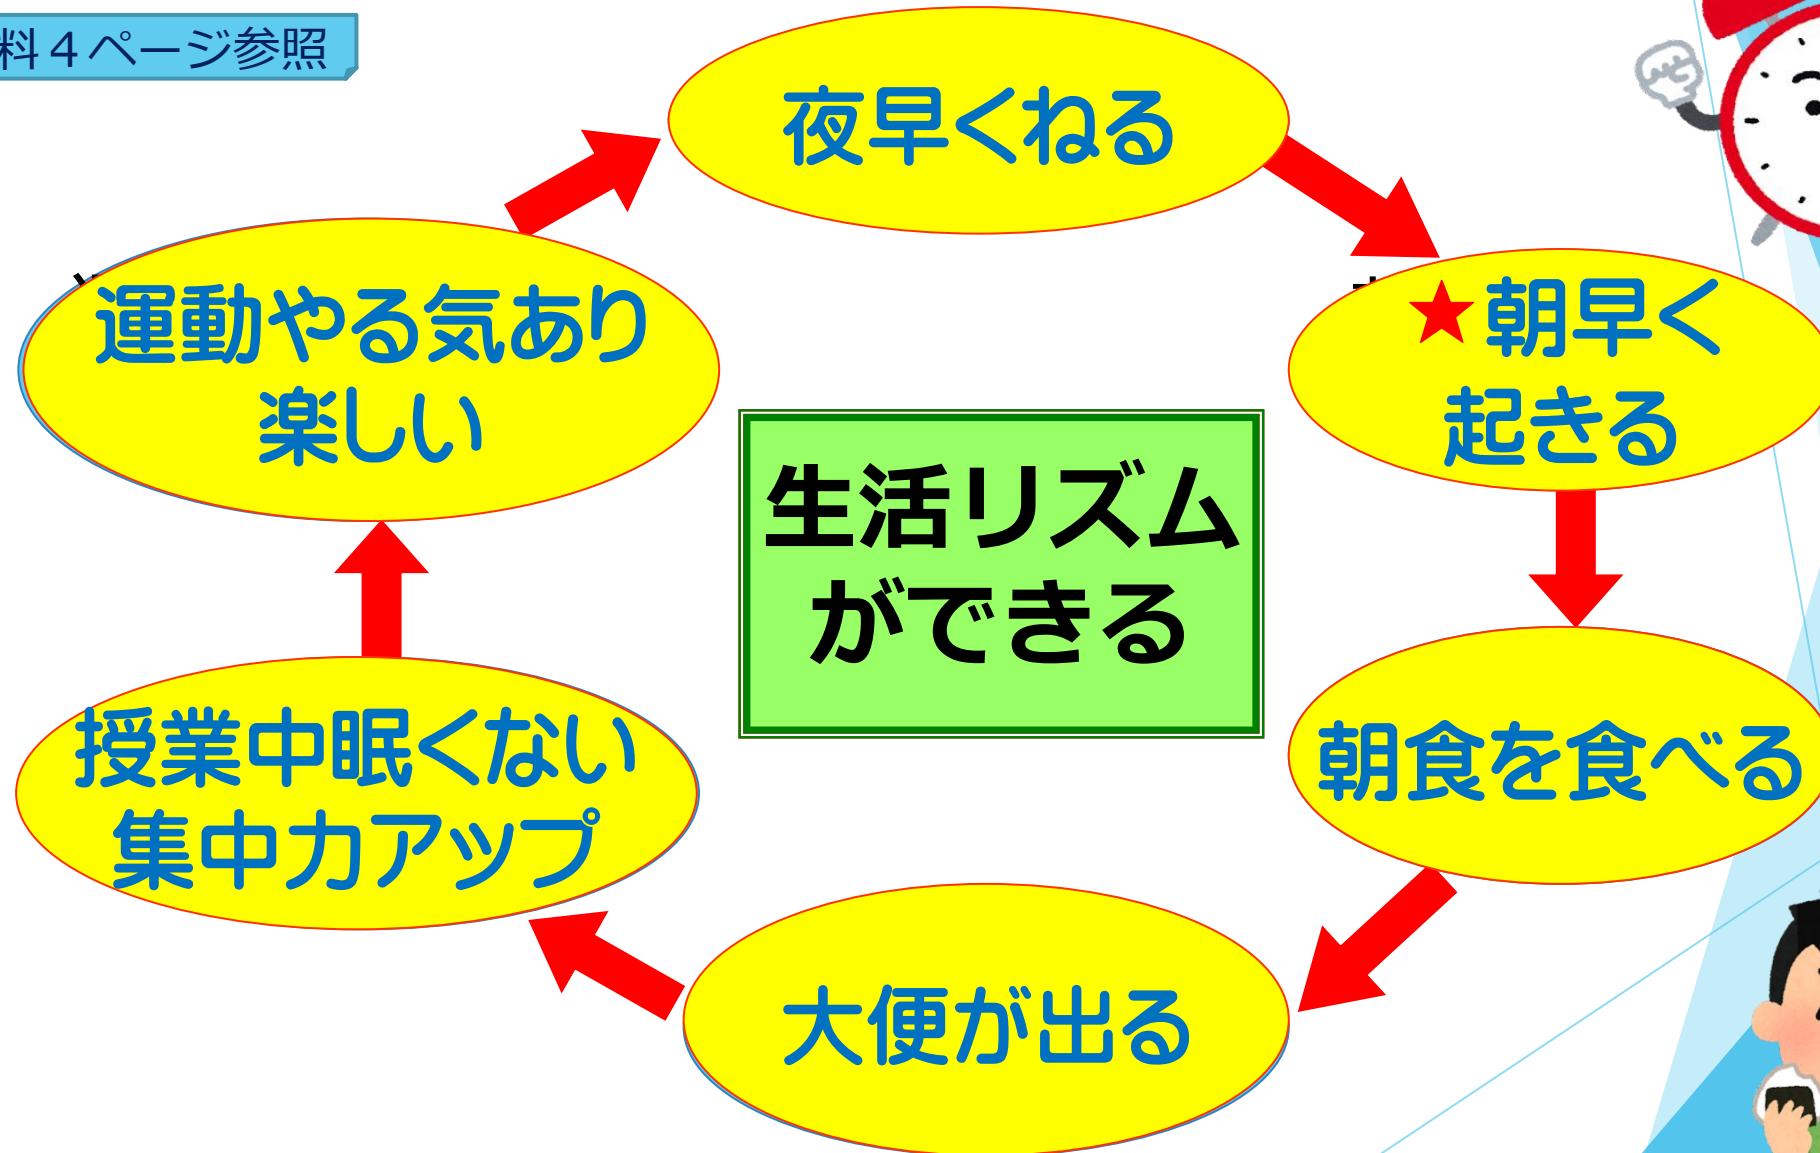 料４ページ参照
夜早くねる
★朝早く
起きる
朝食を食べる
大便が出る
授業中眠くない
集中力アップ
運動やる気あり
楽しい
生活リズム
ができる